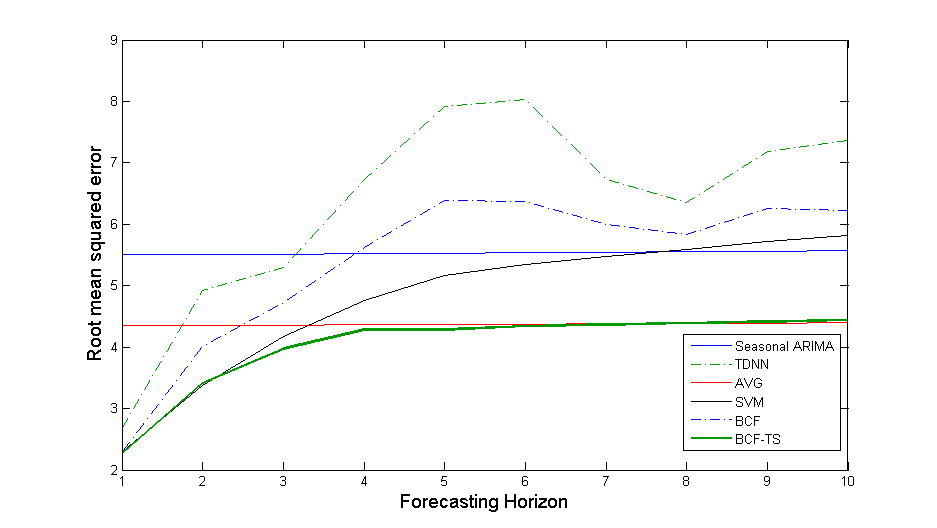 9
8
7
6
5
4
3
2
Root mean squared error
1 2 3 4 5 6 7 8 9 10
Forecasting Horizon
Seasonal ARIMA
TDNN
AVG
SVM
BCF
BCF-TS